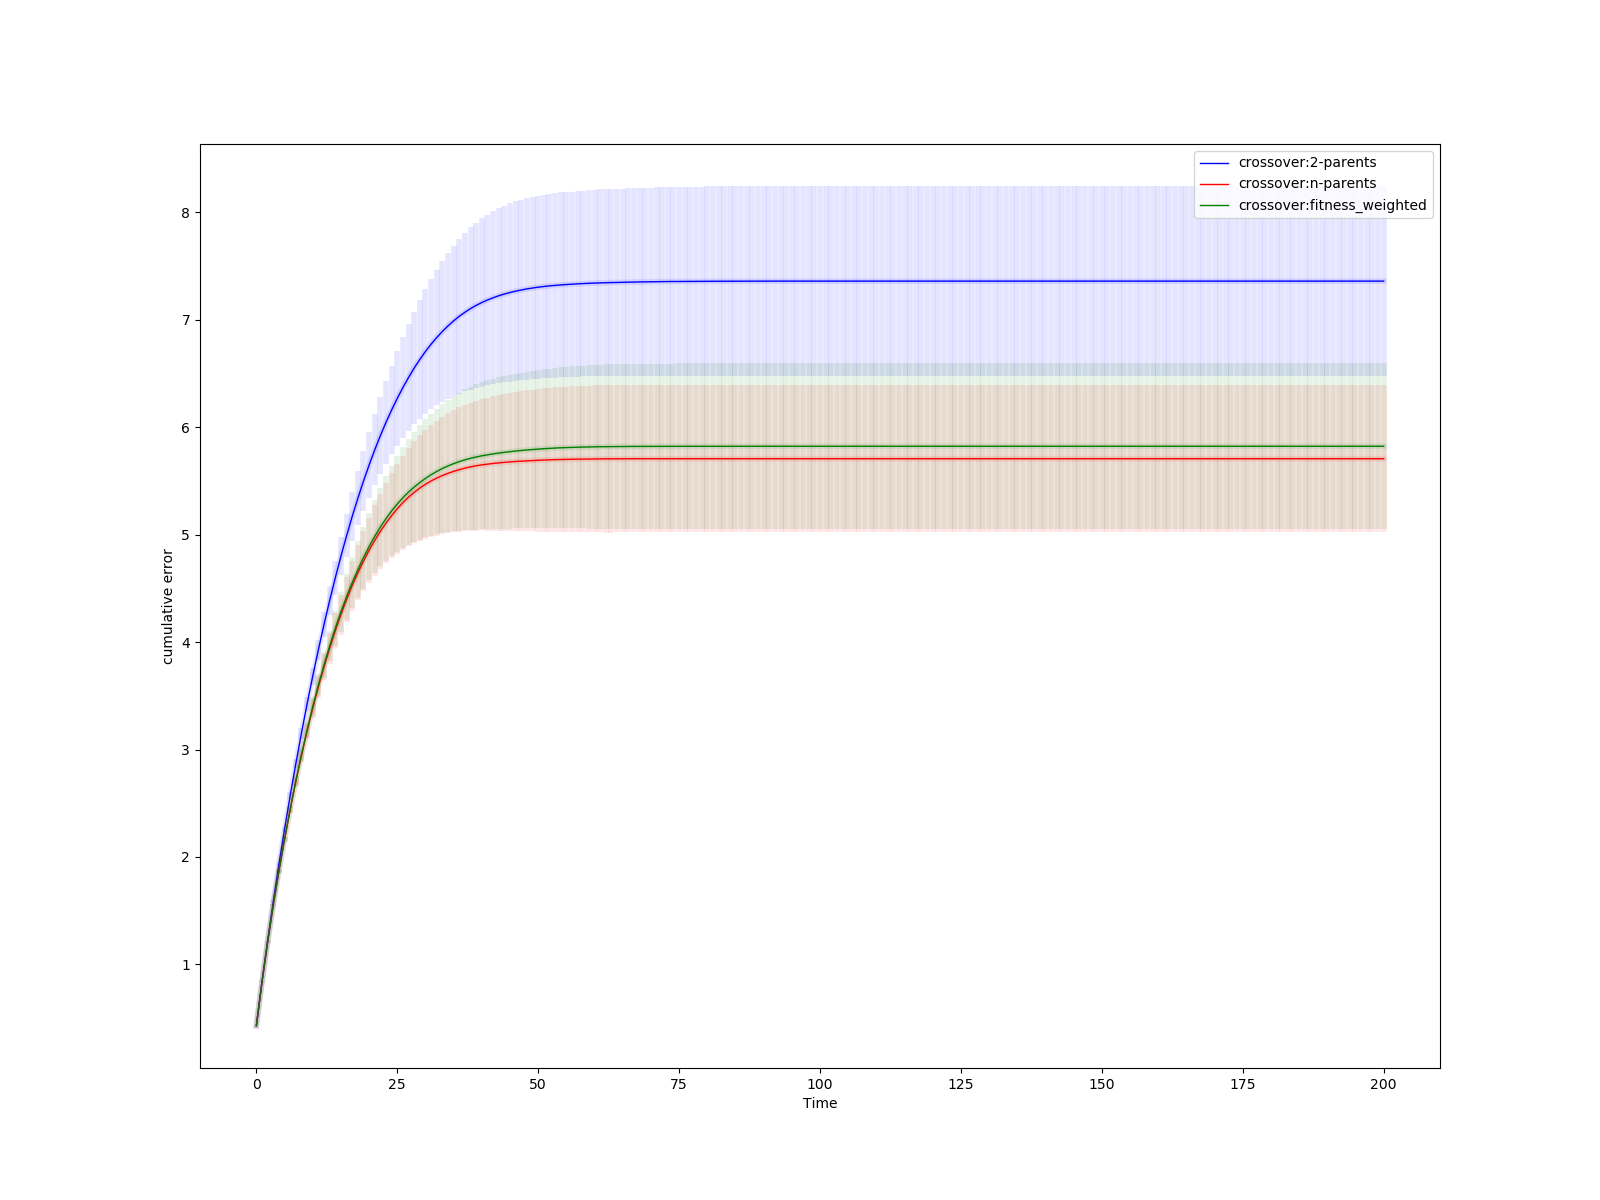 crossover:2-parents
crossover:n-parents
crossover:fitness_weighted
8
7
6
5
4
3
2
1
cumulative error
0 25 50 75 100 125 150 175 200
Time